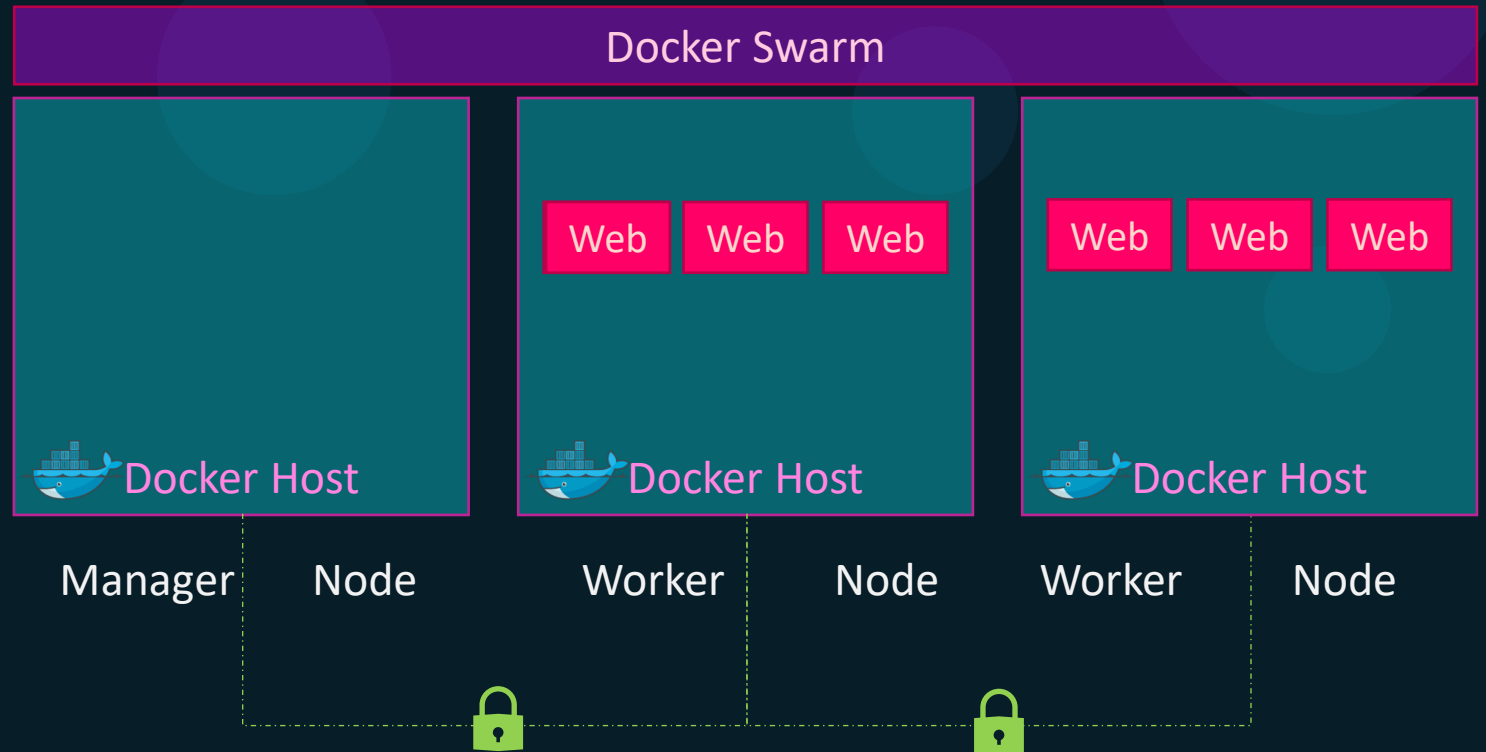 Docker Swarm
Web Web Web Web Web Web
Docker Host Docker Host Docker Host
Manager Node Worker Node Worker Node